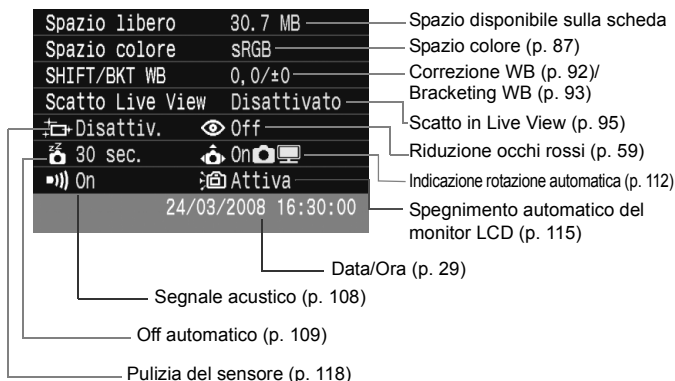 Spazio libero 30.7 MB
Spazio colore sRGB
SHIFT/BKT WB 0,0/±0
Scatto Live View Disattivato
Disattiv. Off
30 sec. On
On Attiva
24/03/2008 16:30:00
Spazio disponibile sulla scheda
Spazio colore (p. 87)
Correzione WB (p. 92)/
Bracketing WB (p. 93)
Scatto in Live View (p. 95)
Riduzione occhi rossi (p. 59)
Indicazione rotazione automatica (p. 112)
Spegnimento automatico del
monitor LCD (p. 115)
Data/Ora (p. 29)
Segnale acustico (p. 108)
Off automatico (p. 109)
Pulizia del sensore (p. 118)